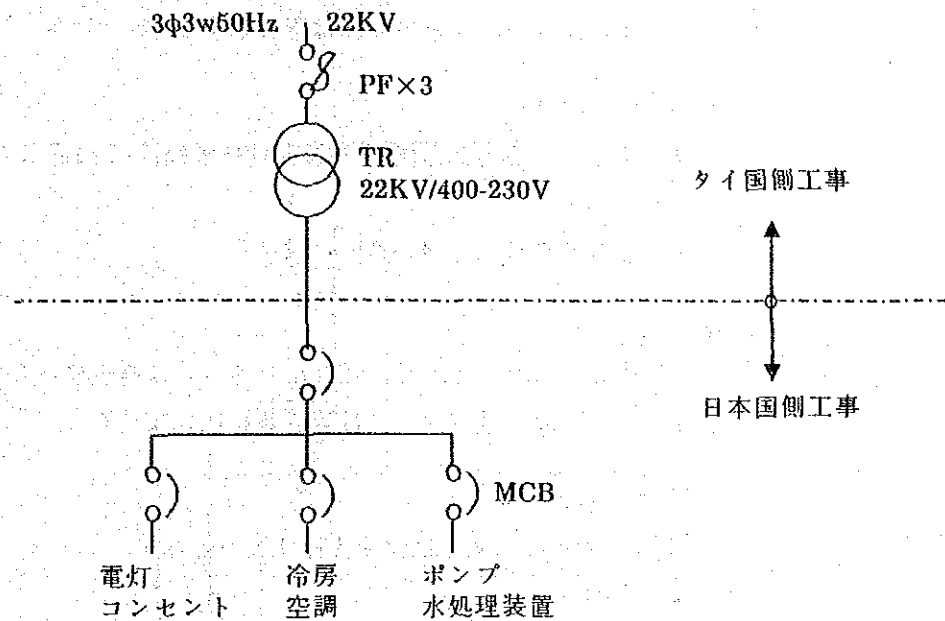 3φ3w50Hz 22KV
PF×3
TR
22KV/400-230V
タイ国側工事
日本国側工事
MCB
電灯
コンセント
冷房
空調
ポンプ
水処理装置